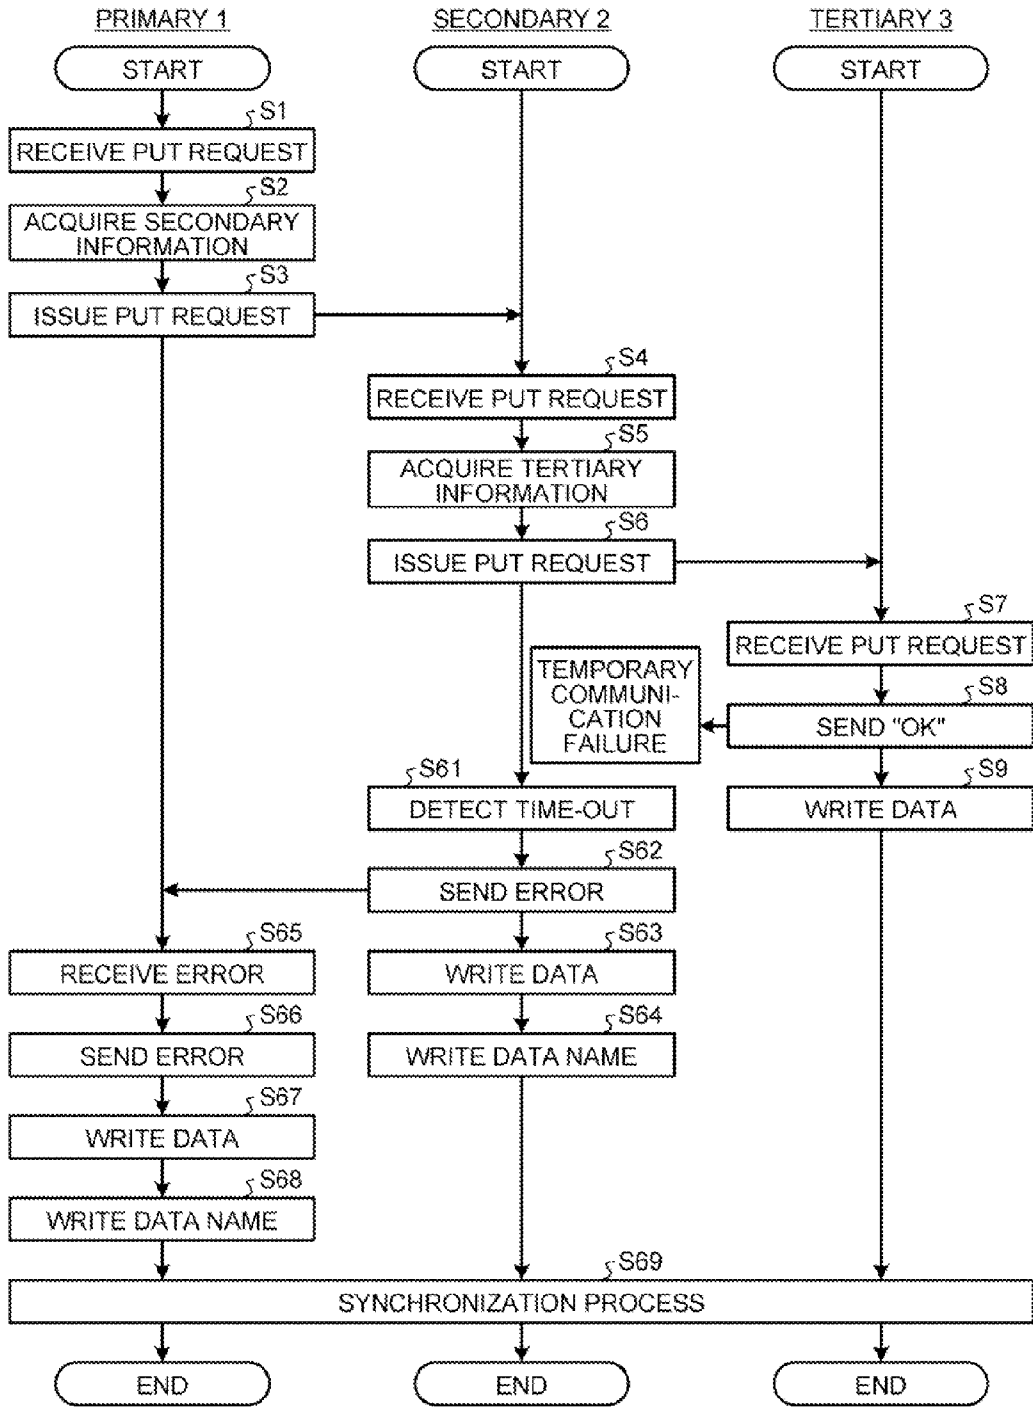 PRIMARY 1
SECONDARY 2
TERTIARY 3
START
START
START
S1
RECEIVE PUT REQUEST
S2
ACQUIRE SECONDARY
INFORMATION
S3
ISSUE PUT REQUEST
S4
RECEIVE PUT REQUEST
S5
ACQUIRE TERTIARY
INFORMATION
S6
ISSUE PUT REQUEST
S7
RECEIVE PUT REQUEST
TEMPORARY
COMMUNI-
CATION
FAILURE
S8
SEND "OK"
S61
DETECT TIME-OUT
S9
WRITE DATA
S62
SEND ERROR
S65
RECEIVE ERROR
S63
WRITE DATA
S66
SEND ERROR
S64
WRITE DATA NAME
S67
WRITE DATA
S68
WRITE DATA NAME
S69
SYNCHRONIZATION PROCESS
END
END
END